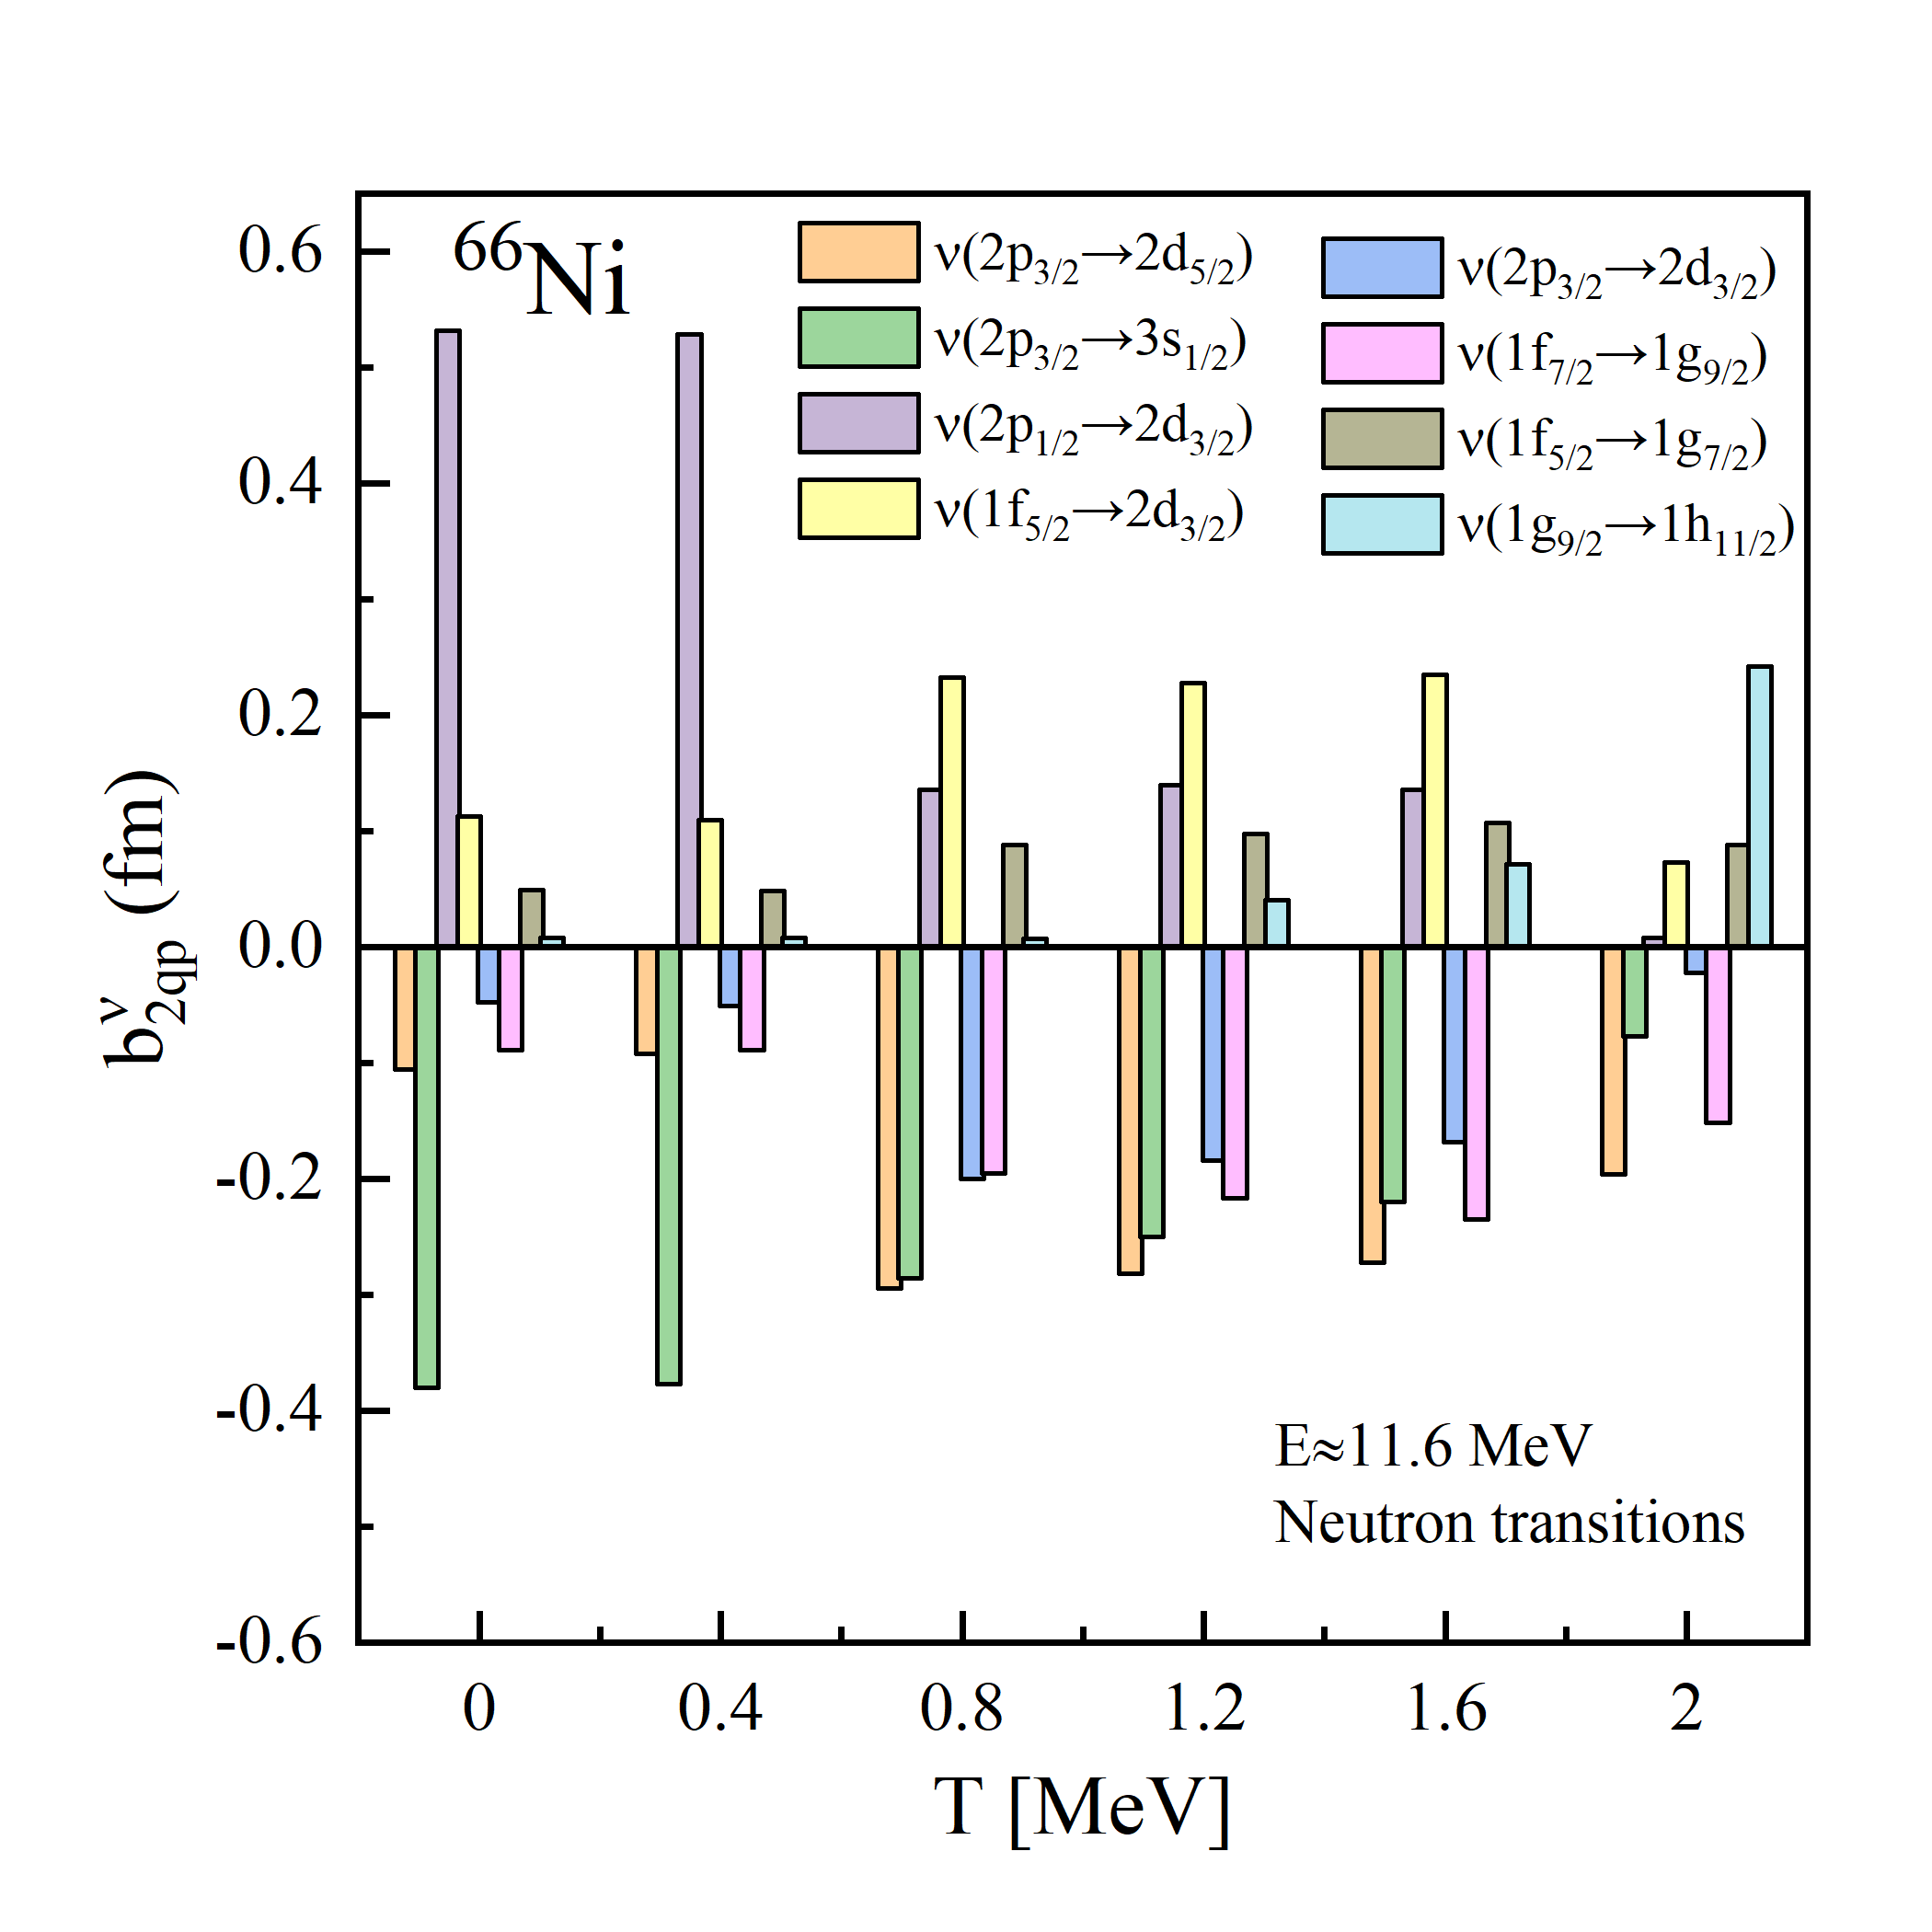 ⁶⁶Ni
ν(2p₃/₂→2d₅/₂)
ν(2p₃/₂→3s₁/₂)
ν(2p₁/₂→2d₃/₂)
ν(1f₅/₂→2d₃/₂)
ν(2p₃/₂→2d₃/₂)
ν(1f₇/₂→1g₉/₂)
ν(1f₅/₂→1g₇/₂)
ν(1g₉/₂→1h₁₁/₂)
0.6
0.4
0.2
0.0
-0.2
-0.4
-0.6
b^ν_2qp (fm)
E≈11.6 MeV
Neutron transitions
0 0.4 0.8 1.2 1.6 2
T [MeV]